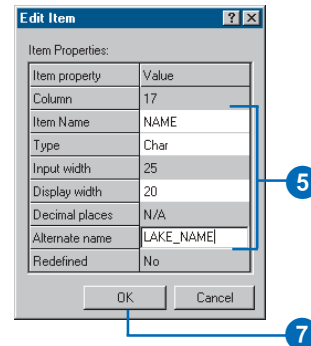 Edit Item ? X
Item Properties:
Item property Value
Column 17
Item Name NAME
Type Char
Input width 25
Display width 20
Decimal places N/A
Alternate name LAKE_NAME
Redefined No
5
OK Cancel
7